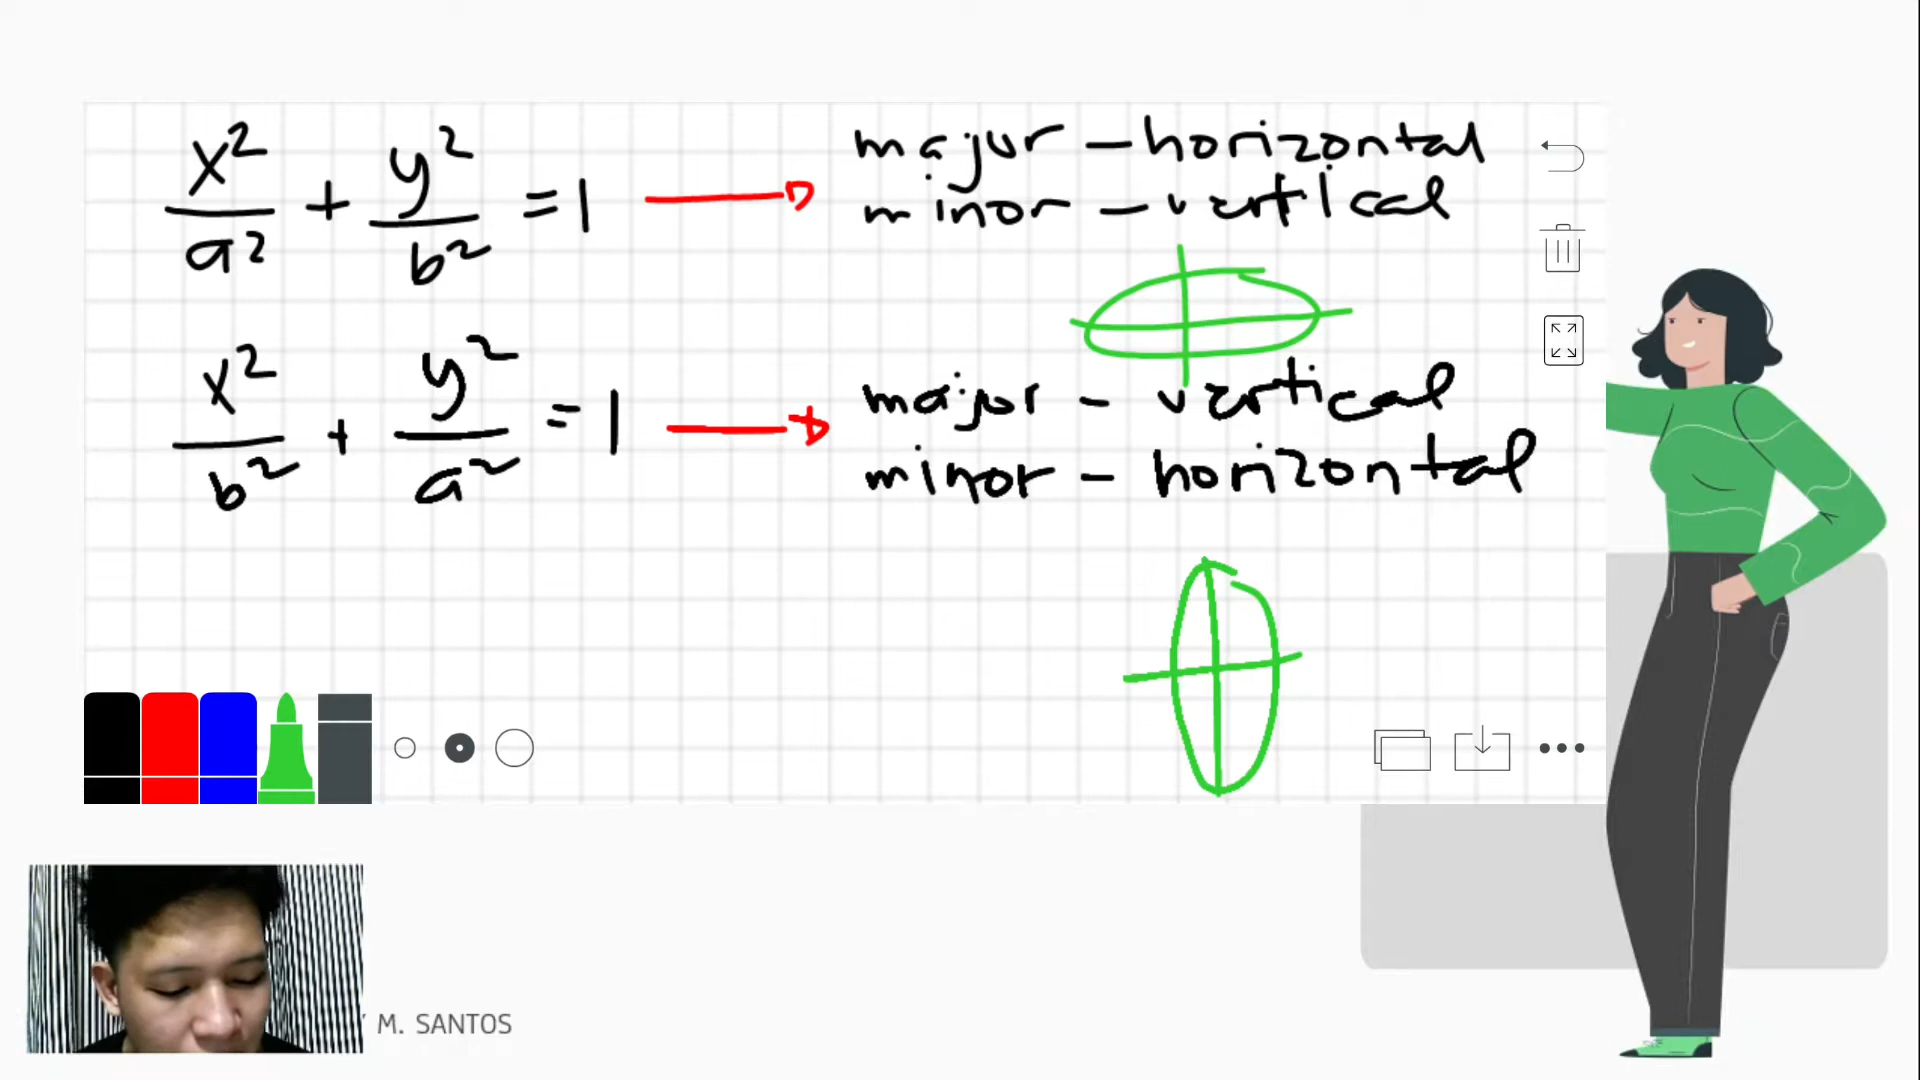 x²/a² + y²/b² = 1
major – horizontal
minor – vertical
x²/b² + y²/a² = 1
major – vertical
minor – horizontal
M. SANTOS